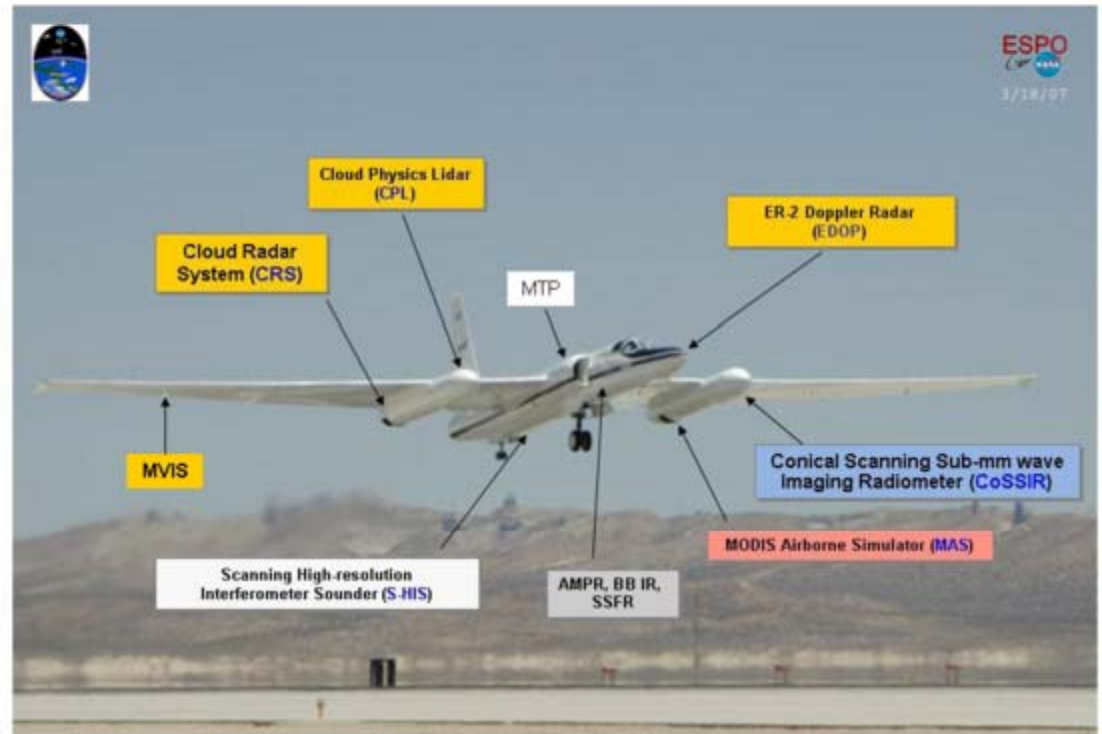 ESPO
NASA
3/18/07
Cloud Physics Lidar
(CPL)
ER-2 Doppler Radar
(EDOP)
Cloud Radar
System (CRS)
MTP
MVIS
Conical Scanning Sub-mm wave
Imaging Radiometer (CoSSIR)
MODIS Airborne Simulator (MAS)
Scanning High-resolution
Interferometer Sounder (S-HIS)
AMPR, BB IR,
SSFR